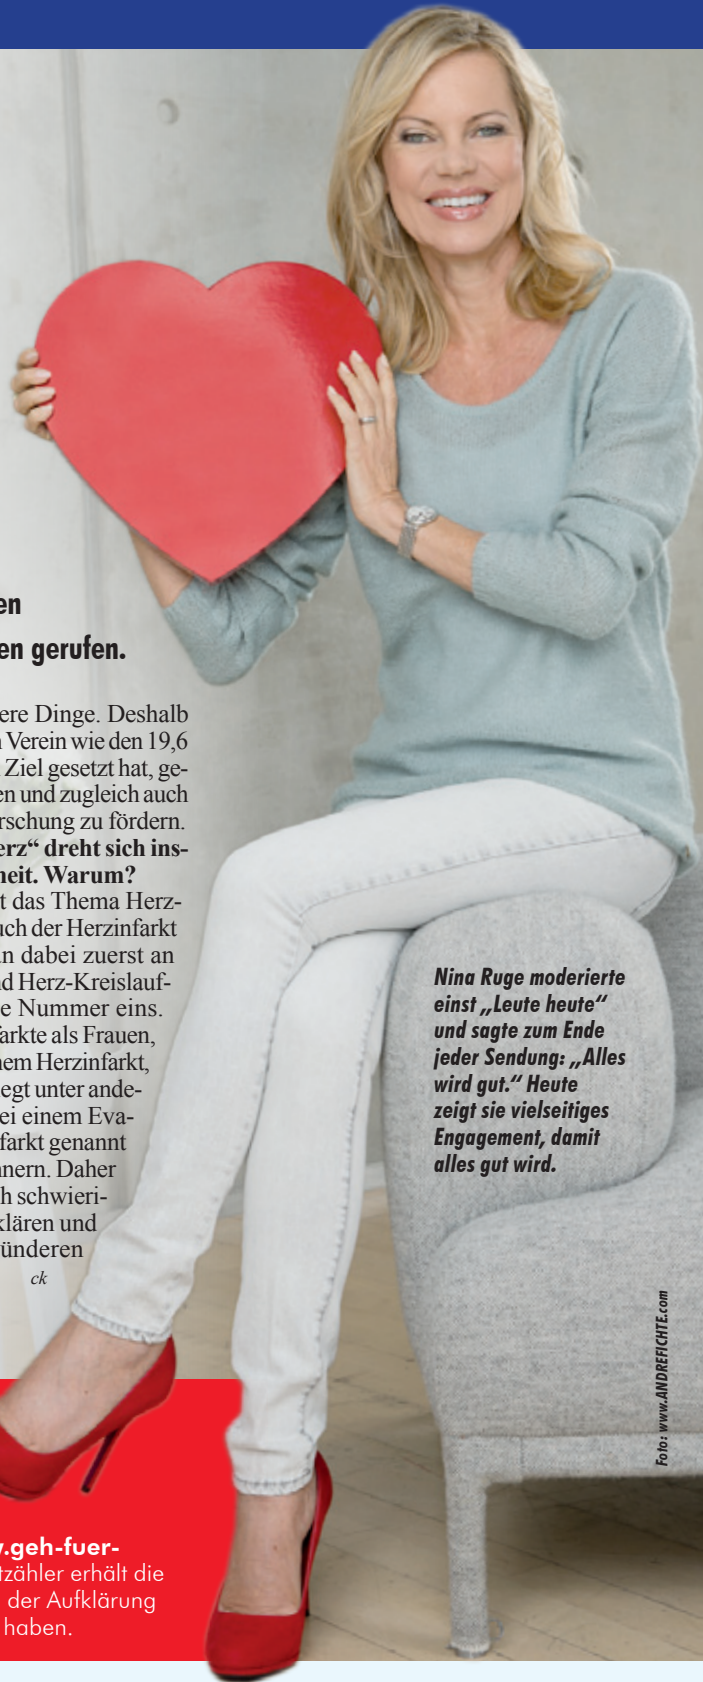 en
en gerufen.
ere Dinge. Deshalb
n Verein wie den 19,6
Ziel gesetzt hat, ge-
en und zugleich auch
rschung zu fördern.
erz“ dreht sich ins-
heit. Warum?
t das Thema Herz-
uch der Herzinfarkt
n dabei zuerst an
nd Herz-Kreislauf-
e Nummer eins.
farkte als Frauen,
nem Herzinfarkt,
egt unter ande-
ei einem Eva-
farkt genannt
nnern. Daher
h schwieri-
klären und
ünderen
ck
Nina Ruge moderierte
einst „Leute heute“
und sagte zum Ende
jeder Sendung: „Alles
wird gut.“ Heute
zeigt sie vielseitiges
Engagement, damit
alles gut wird.
Foto: www.ANDREFICHTE.com
.geh-fuer-
tzähler erhält die
der Aufklärung
haben.